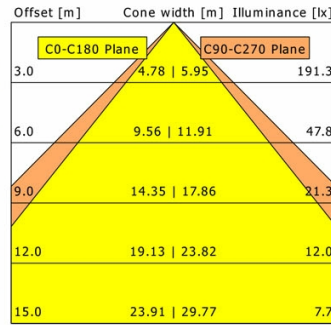 Offset [m] Cone width [m] Illuminance [lx]
C0-C180 Plane C90-C270 Plane
3.0 4.78 | 5.95 191.3
6.0 9.56 | 11.91 47.8
9.0 14.35 | 17.86 21.3
12.0 19.13 | 23.82 12.0
15.0 23.91 | 29.77 7.7